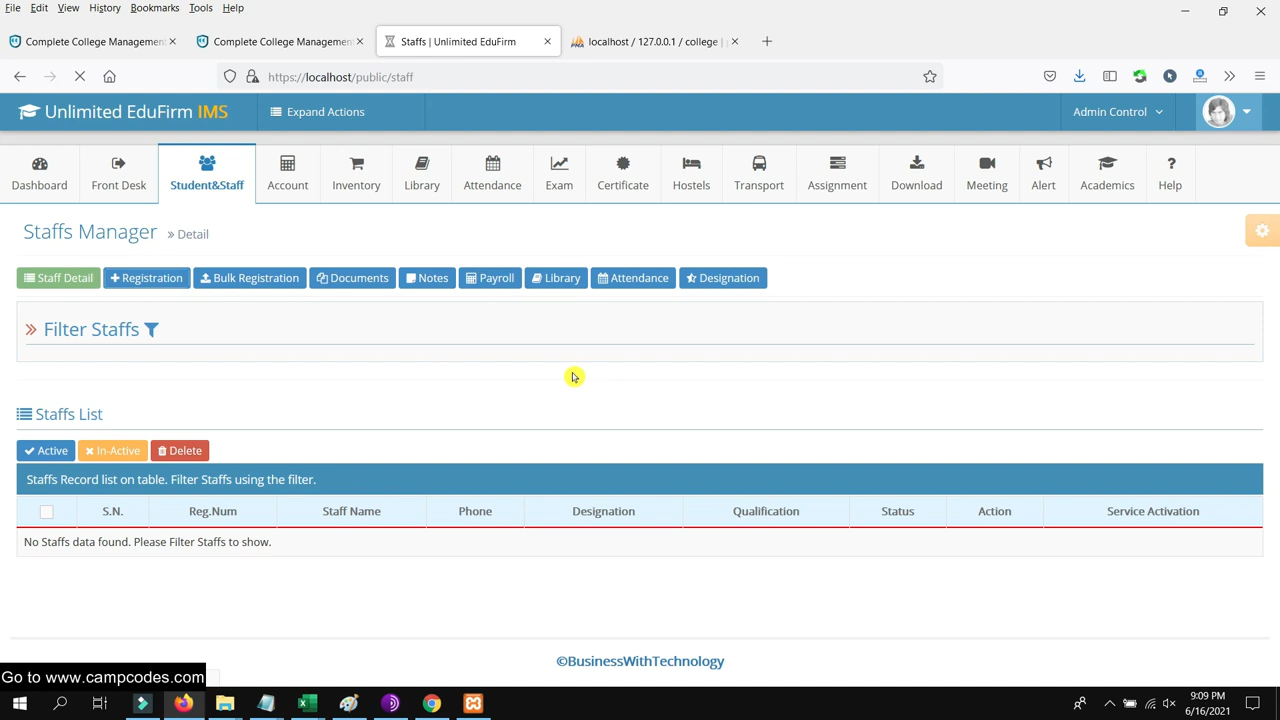 File Edit View History Bookmarks Tools Help
Complete College Management Complete College Management Staffs | Unlimited EduFirm localhost / 127.0.0.1 / college |
https://localhost/public/staff
Unlimited EduFirm IMS Expand Actions Admin Control
Dashboard Front Desk Student&Staff Account Inventory Library Attendance Exam Certificate Hostels Transport Assignment Download Meeting Alert Academics Help
Staffs Manager » Detail
Staff Detail Registration Bulk Registration Documents Notes Payroll Library Attendance Designation
Filter Staffs
Staffs List
Active In-Active Delete
Staffs Record list on table. Filter Staffs using the filter.
S.N. Reg.Num Staff Name Phone Designation Qualification Status Action Service Activation
No Staffs data found. Please Filter Staffs to show.
©BusinessWithTechnology
Go to www.campcodes.com
9:09 PM
6/16/2021